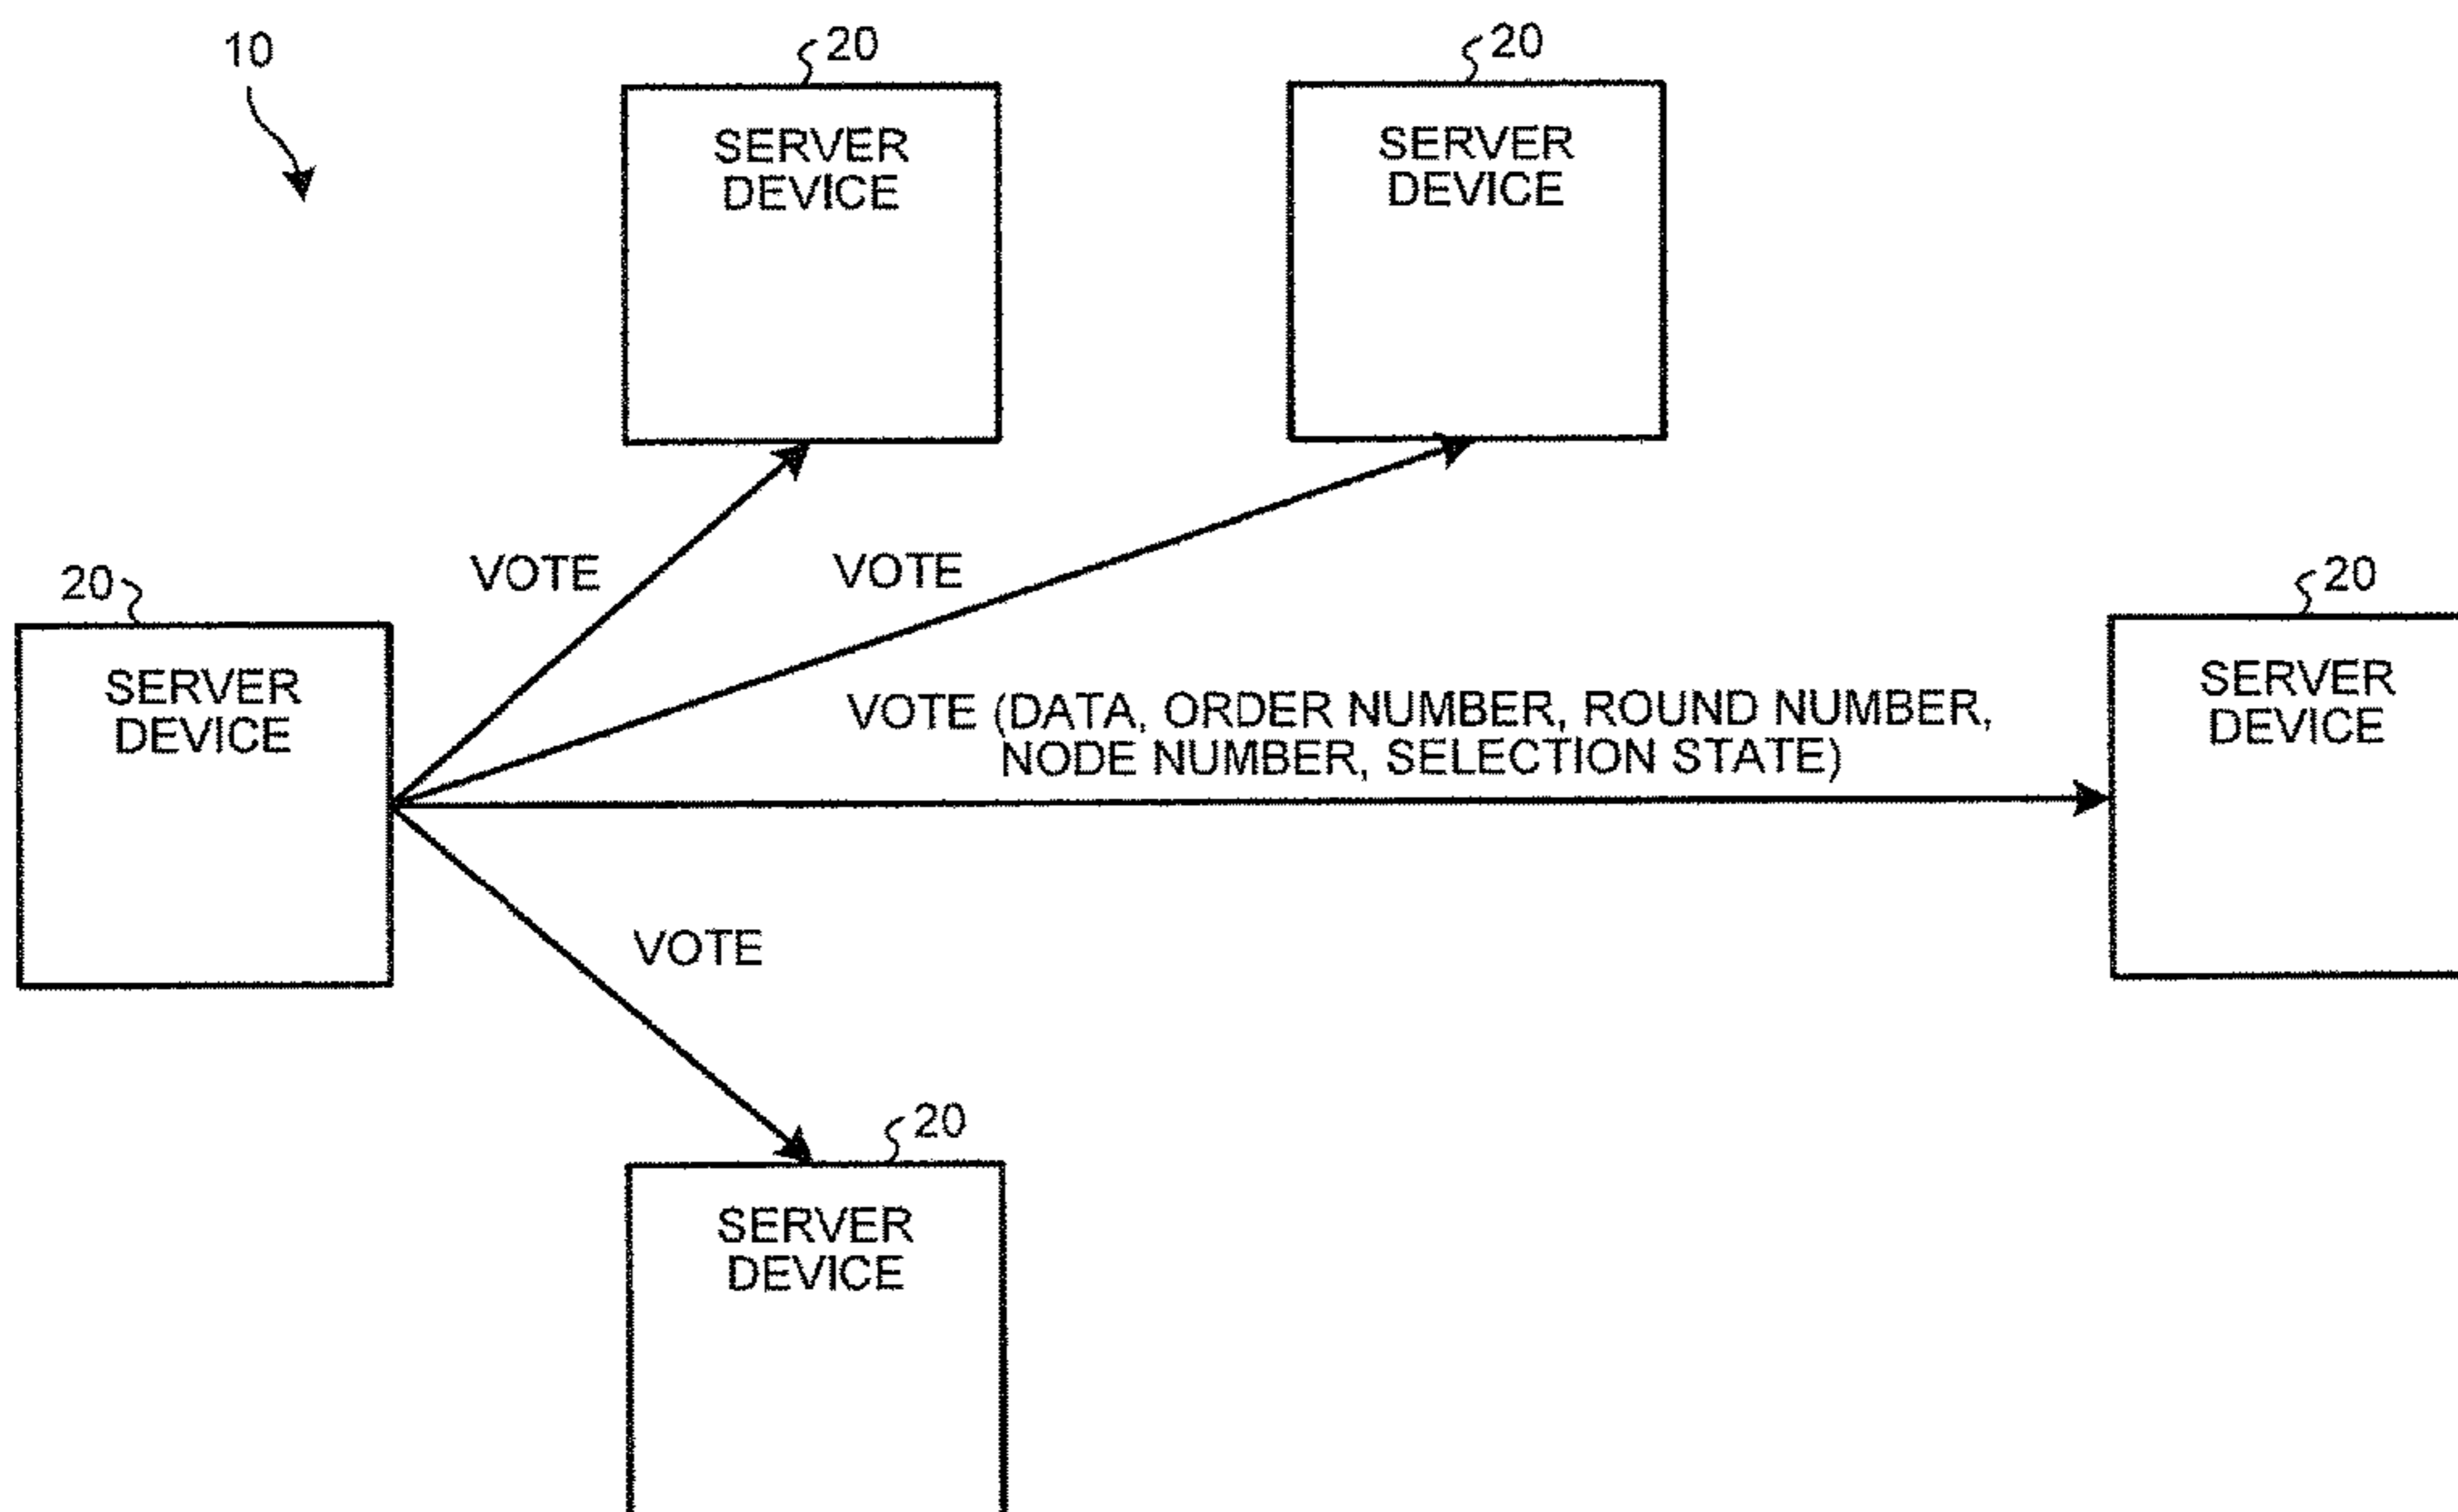 10
20
20
SERVER
DEVICE
SERVER
DEVICE
VOTE
VOTE
20
20
SERVER
DEVICE
VOTE (DATA, ORDER NUMBER, ROUND NUMBER,
NODE NUMBER, SELECTION STATE)
SERVER
DEVICE
VOTE
20
SERVER
DEVICE